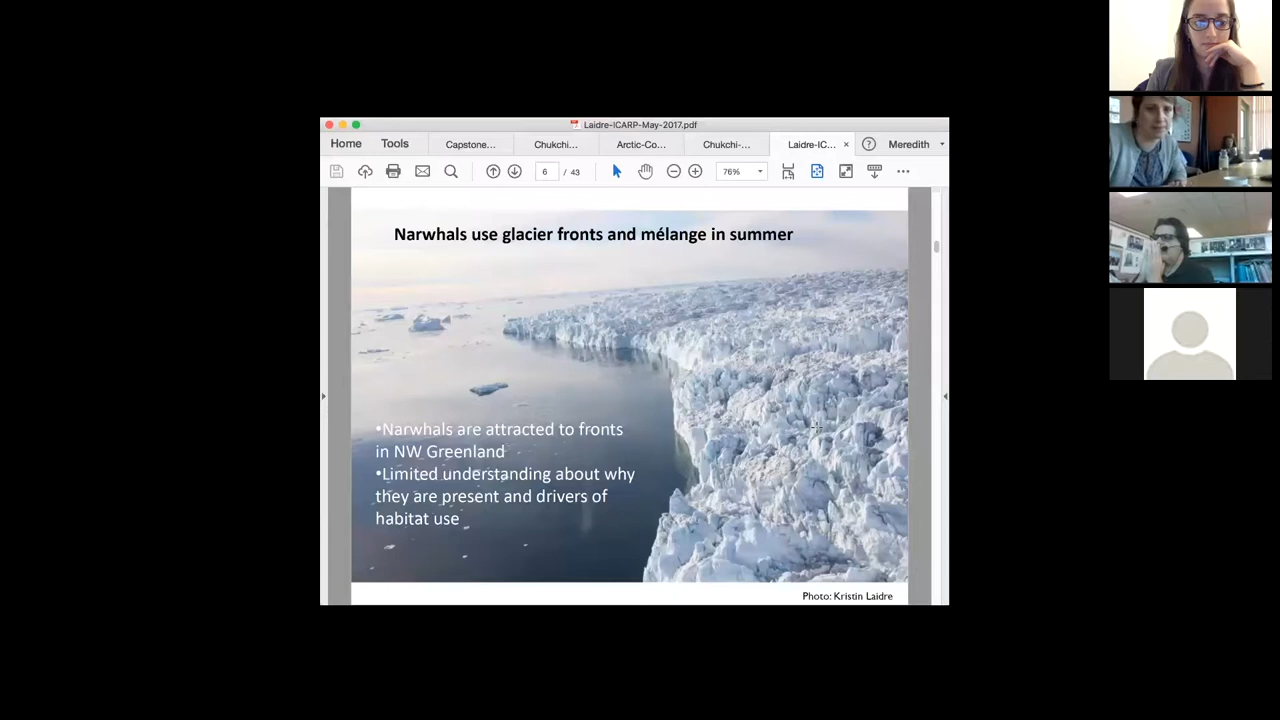 Laidre-ICARP-May-2017.pdf
Home Tools Capstone... Chukchi... Arctic-Co... Chukchi-... Laidre-IC... × ? Meredith
6 / 43 76%
Narwhals use glacier fronts and mélange in summer
•Narwhals are attracted to fronts
in NW Greenland
•Limited understanding about why
they are present and drivers of
habitat use
Photo: Kristin Laidre